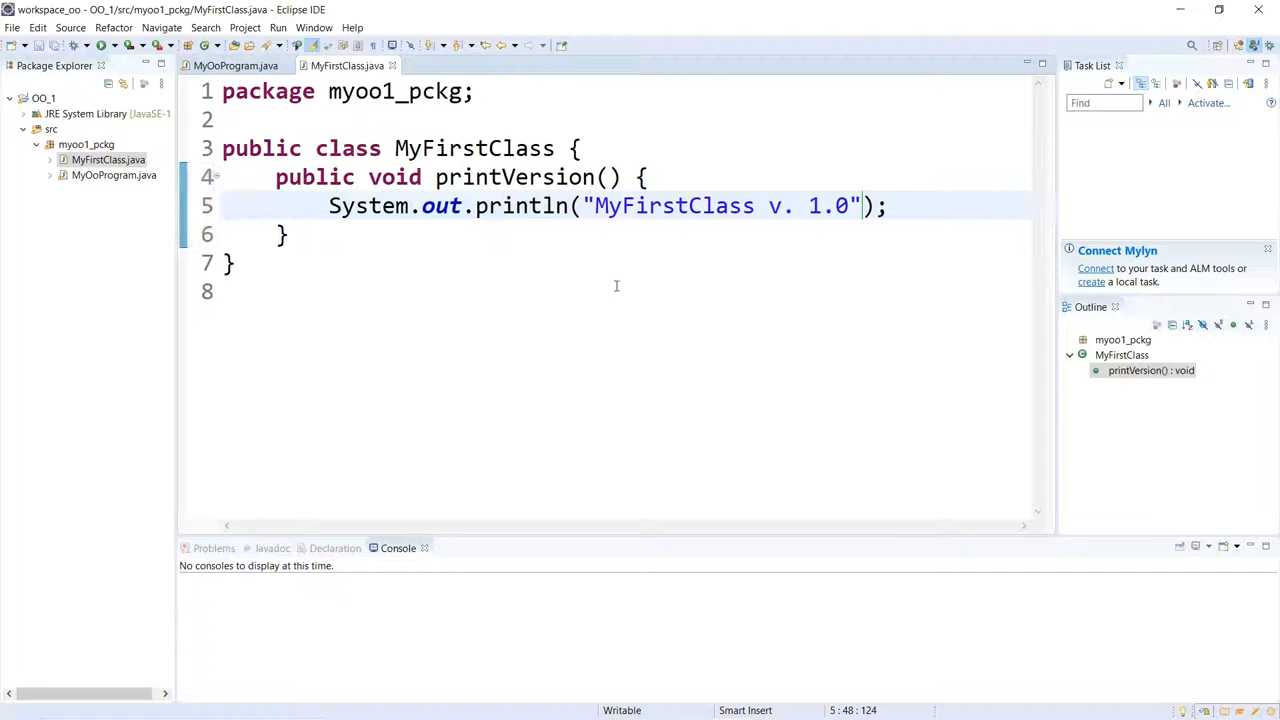 workspace_oo - OO_1/src/myoo1_pckg/MyFirstClass.java - Eclipse IDE
File Edit Source Refactor Navigate Search Project Run Window Help
Package Explorer
OO_1
JRE System Library [JavaSE-1
src
myoo1_pckg
MyFirstClass.java
MyOoProgram.java
MyOoProgram.java MyFirstClass.java
1 package myoo1_pckg;
2
3 public class MyFirstClass {
4 public void printVersion() {
5 System.out.println("MyFirstClass v. 1.0");
6 }
7 }
8
Task List
Find All Activate...
Connect Mylyn
Connect to your task and ALM tools or
create a local task.
Outline
myoo1_pckg
MyFirstClass
printVersion() : void
Problems Javadoc Declaration Console
No consoles to display at this time.
Writable Smart Insert 5 : 48 : 124